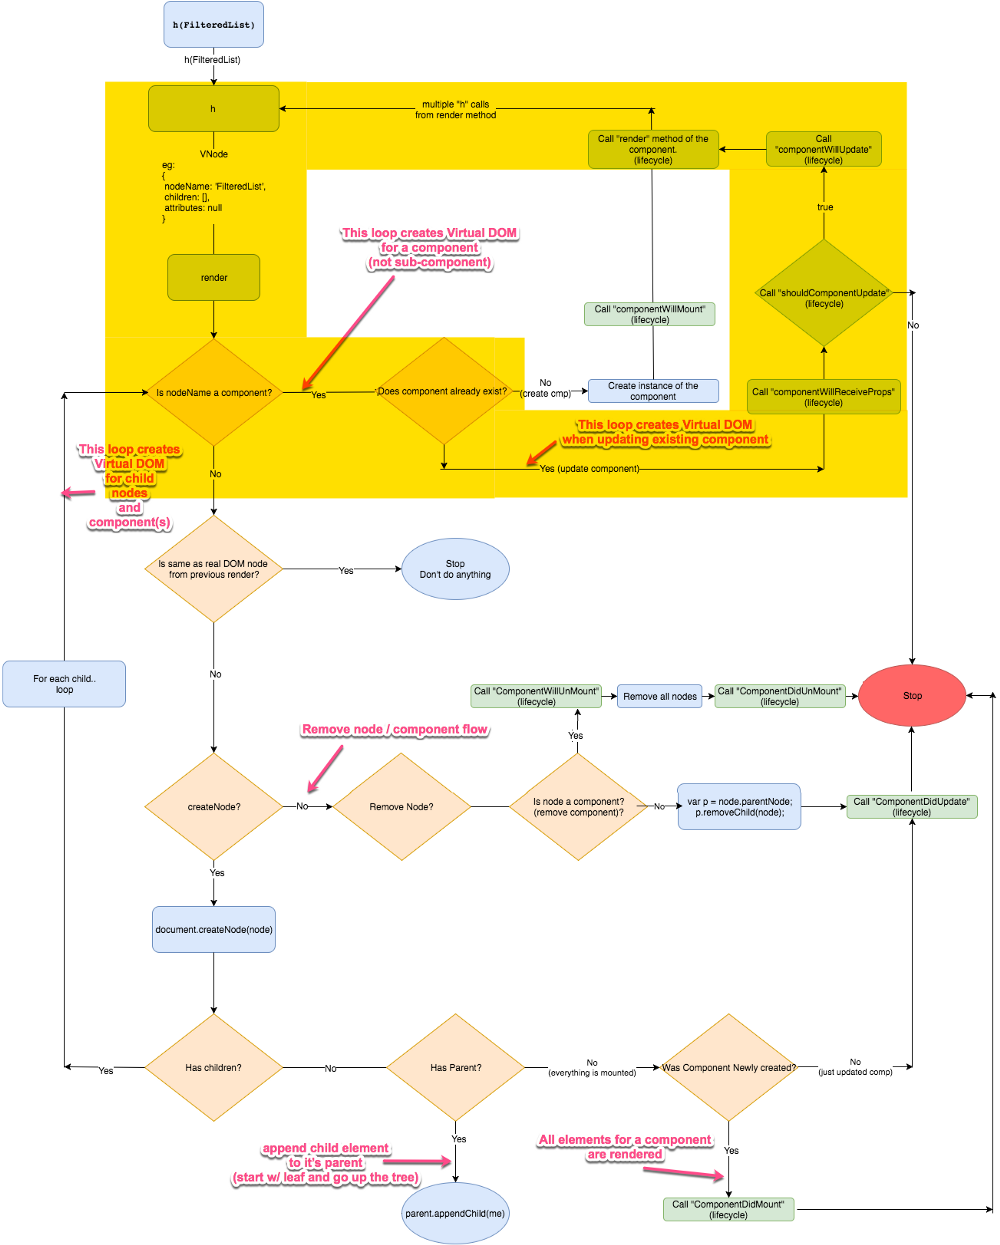 h(FilteredList)
h(FilteredList)
h
multiple "h" calls
from render method
Call "render" method of the
component.
(lifecycle)
Call
"componentWillUpdate"
(lifecycle)
VNode
eg:
{
nodeName: 'FilteredList',
children: [],
attributes: null
}
true
This loop creates Virtual DOM
for a component
(not sub-component)
render
Call "shouldComponentUpdate"
(lifecycle)
Call "componentWillMount"
(lifecycle)
No
Is nodeName a component?
Yes
Does component already exist?
No
(create cmp)
Create instance of the
component
Call "componentWillReceiveProps"
(lifecycle)
This loop creates Virtual DOM
when updating existing component
This loop creates
Virtual DOM
for child
nodes
and
component(s)
No
Yes (update component)
Is same as real DOM node
from previous render?
Yes
Stop
Don't do anything
No
For each child..
loop
Call "ComponentWillUnMount"
(lifecycle)
Remove all nodes
Call "ComponentDidUnMount"
(lifecycle)
Stop
Remove node / component flow
Yes
createNode?
No
Remove Node?
Is node a component?
(remove component)?
No
var p = node.parentNode;
p.removeChild(node);
Call "ComponentDidUpdate"
(lifecycle)
Yes
document.createNode(node)
Has children?
Yes
No
Has Parent?
No
(everything is mounted)
Was Component Newly created?
No
(just updated comp)
Yes
append child element
to it's parent
(start w/ leaf and go up the tree)
All elements for a component
are rendered
Yes
parent.appendChild(me)
Call "ComponentDidMount"
(lifecycle)